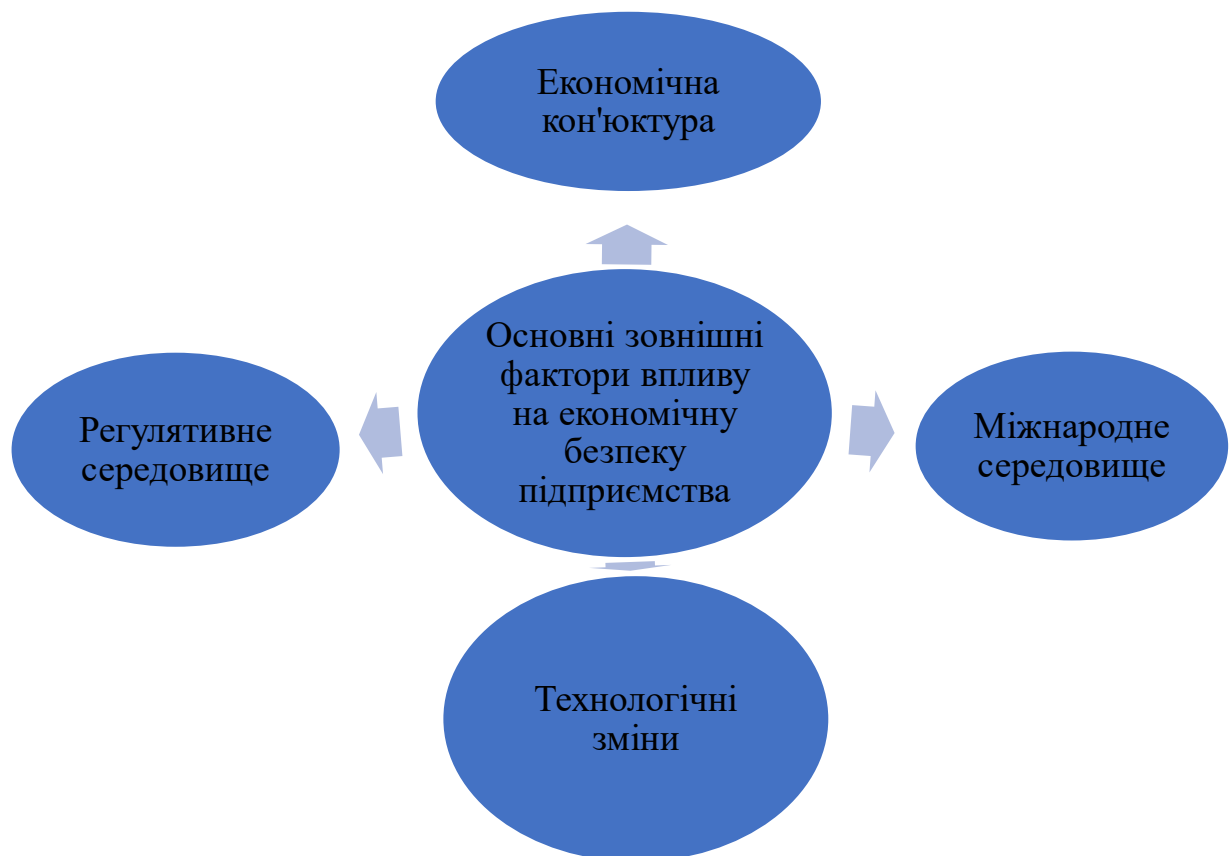 Економічна
кон'юктура
Основні зовнішні
фактори впливу
на економічну
безпеку
підприємства
Регулятивне
середовище
Міжнародне
середовище
Технологічні
зміни